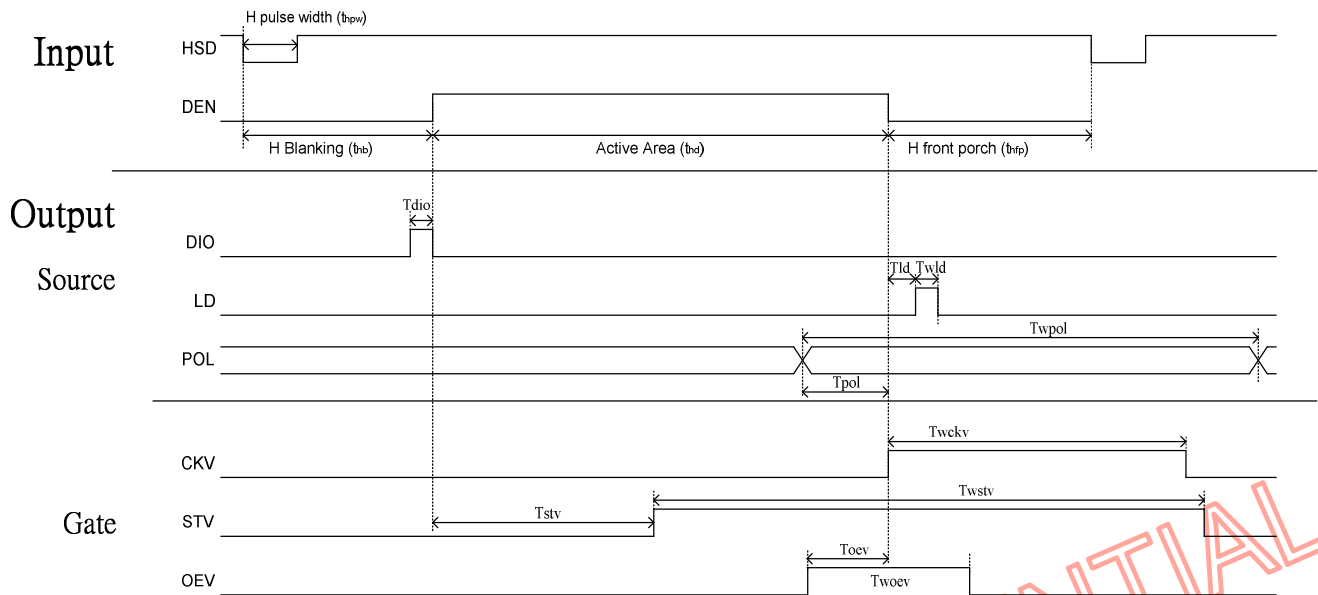 H pulse width (thpw)
Input
HSD
DEN
H Blanking (thb)
Active Area (thd)
H front porch (thfp)
Output
Tdio
DIO
Source
Tld
Twld
LD
Twpol
POL
Tpol
Twckv
CKV
Twstv
Gate
STV
Tstv
Toev
OEV
Twoev
NTIAL